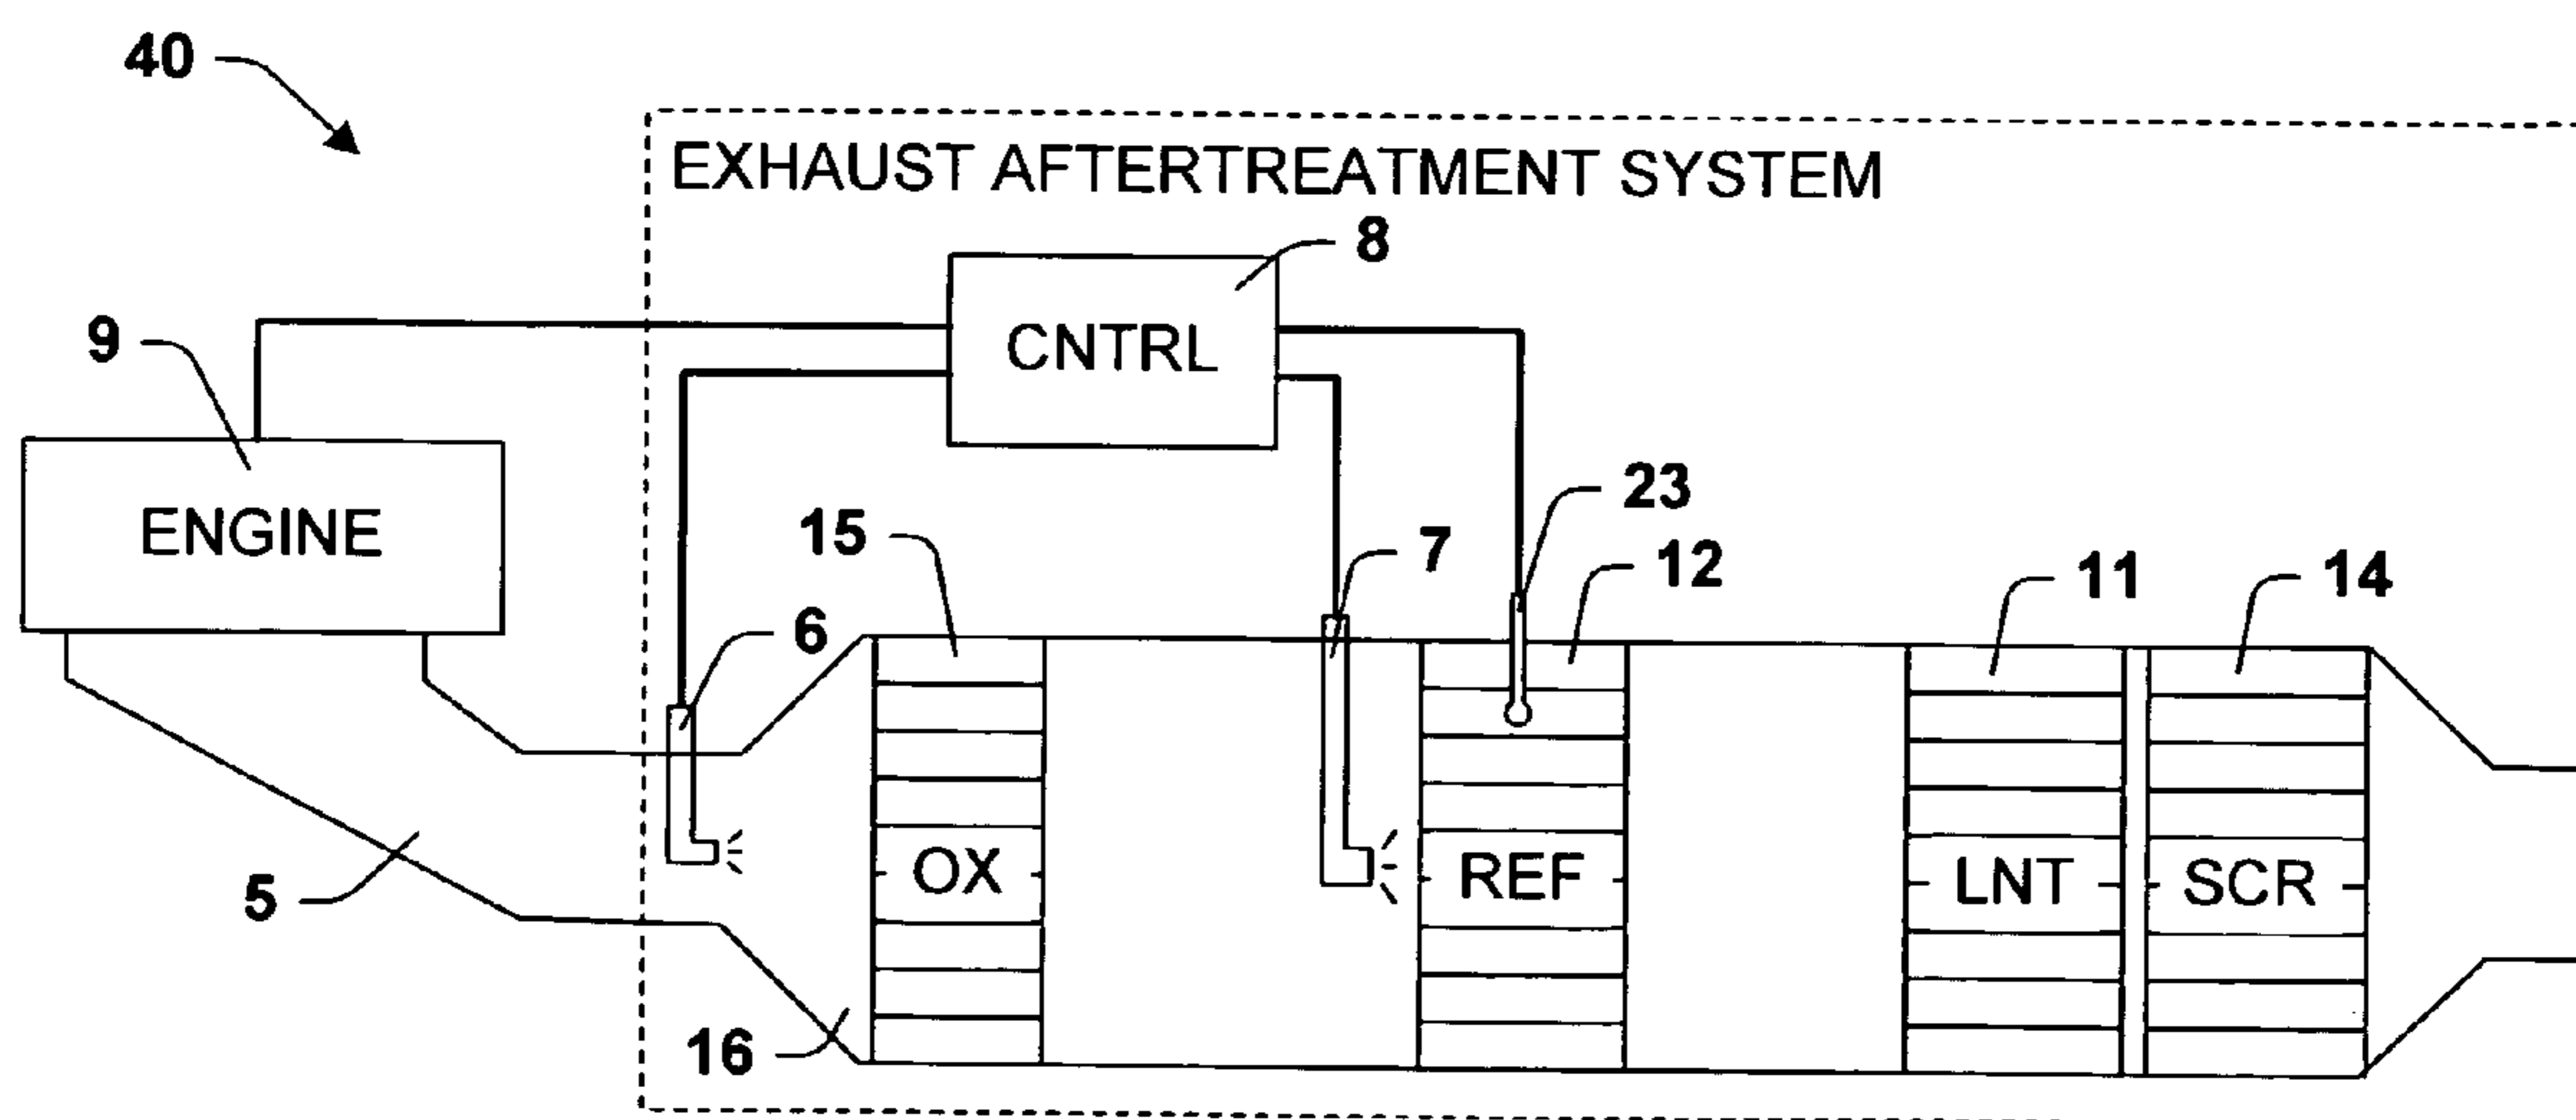 40
EXHAUST AFTERTREATMENT SYSTEM
8
9
CNTRL
23
ENGINE
15
7
12
11
14
6
OX
REF
LNT
SCR
5
16